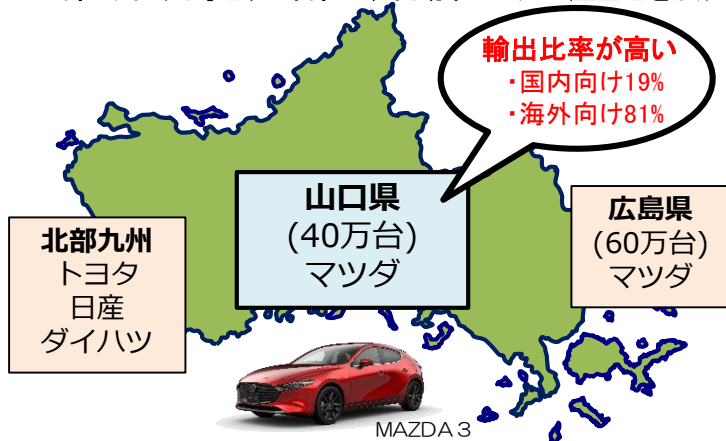 輸出比率が高い
・国内向け19%
・海外向け81%
山口県
(40万台)
マツダ
北部九州
トヨタ
日産
ダイハツ
広島県
(60万台)
マツダ
MAZDA3